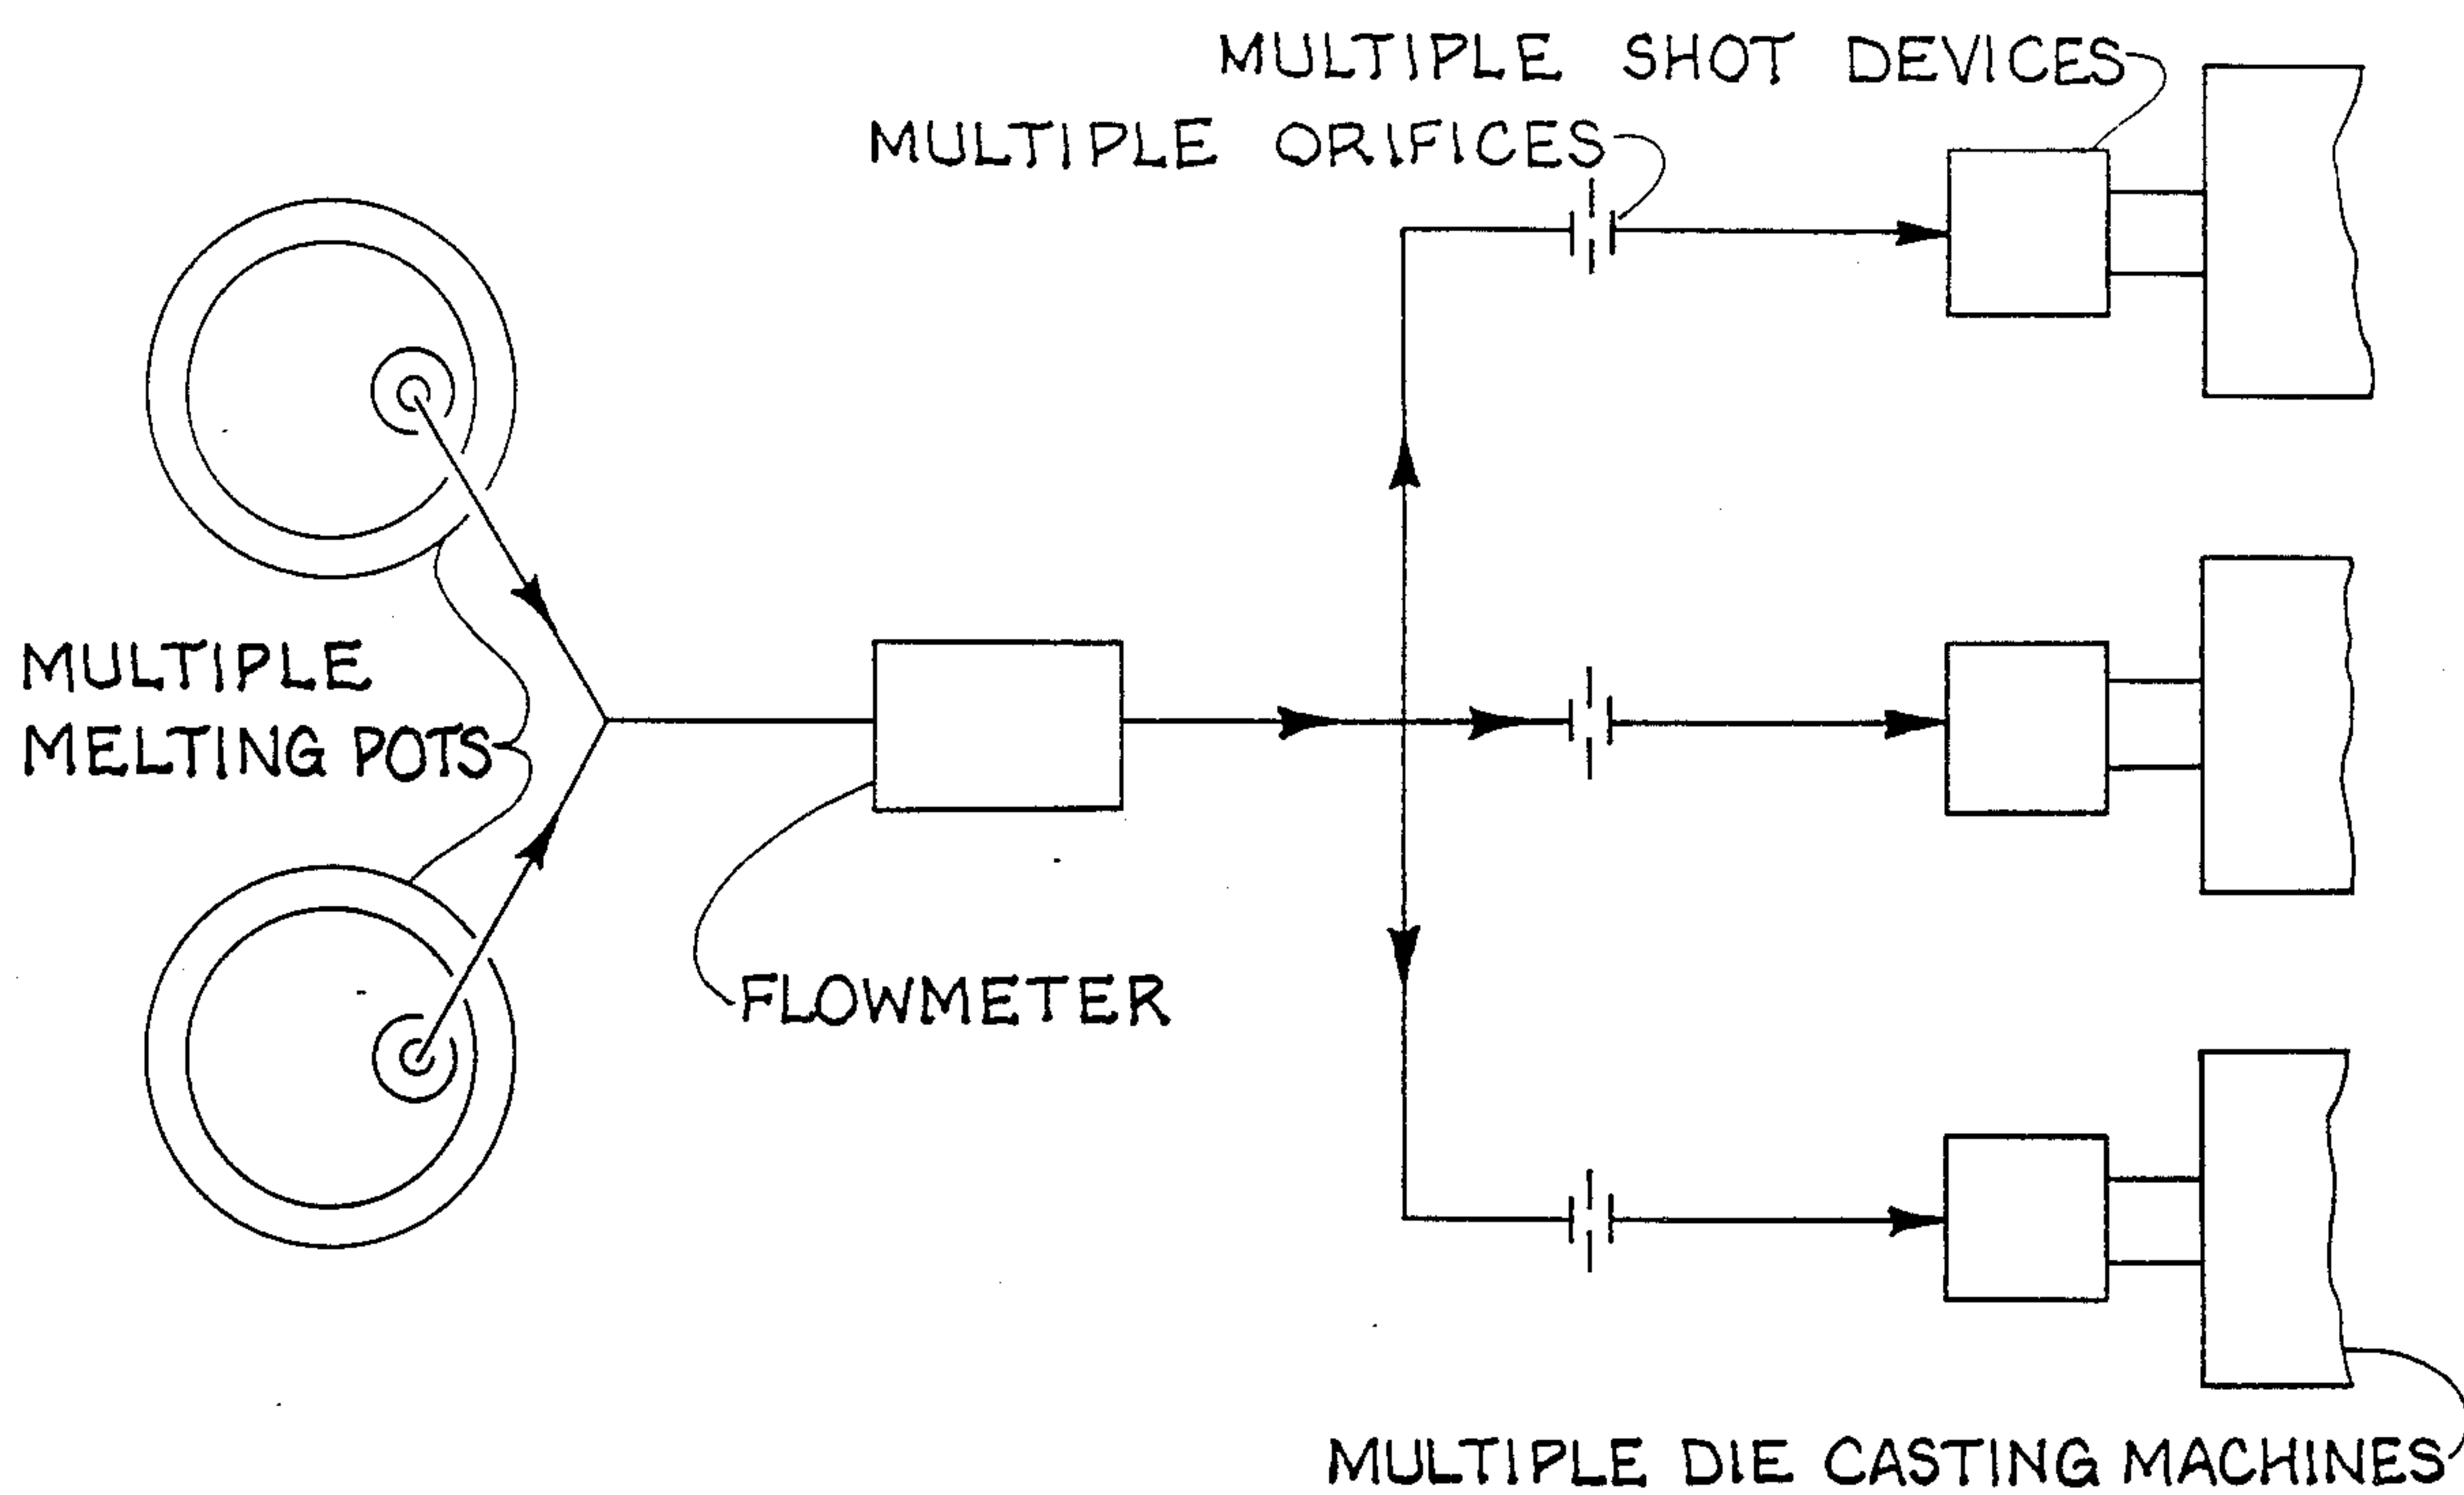 MULTIPLE SHOT DEVICES
MULTIPLE ORIFICES
MULTIPLE
MELTING POTS
FLOWMETER
MULTIPLE DIE CASTING MACHINES